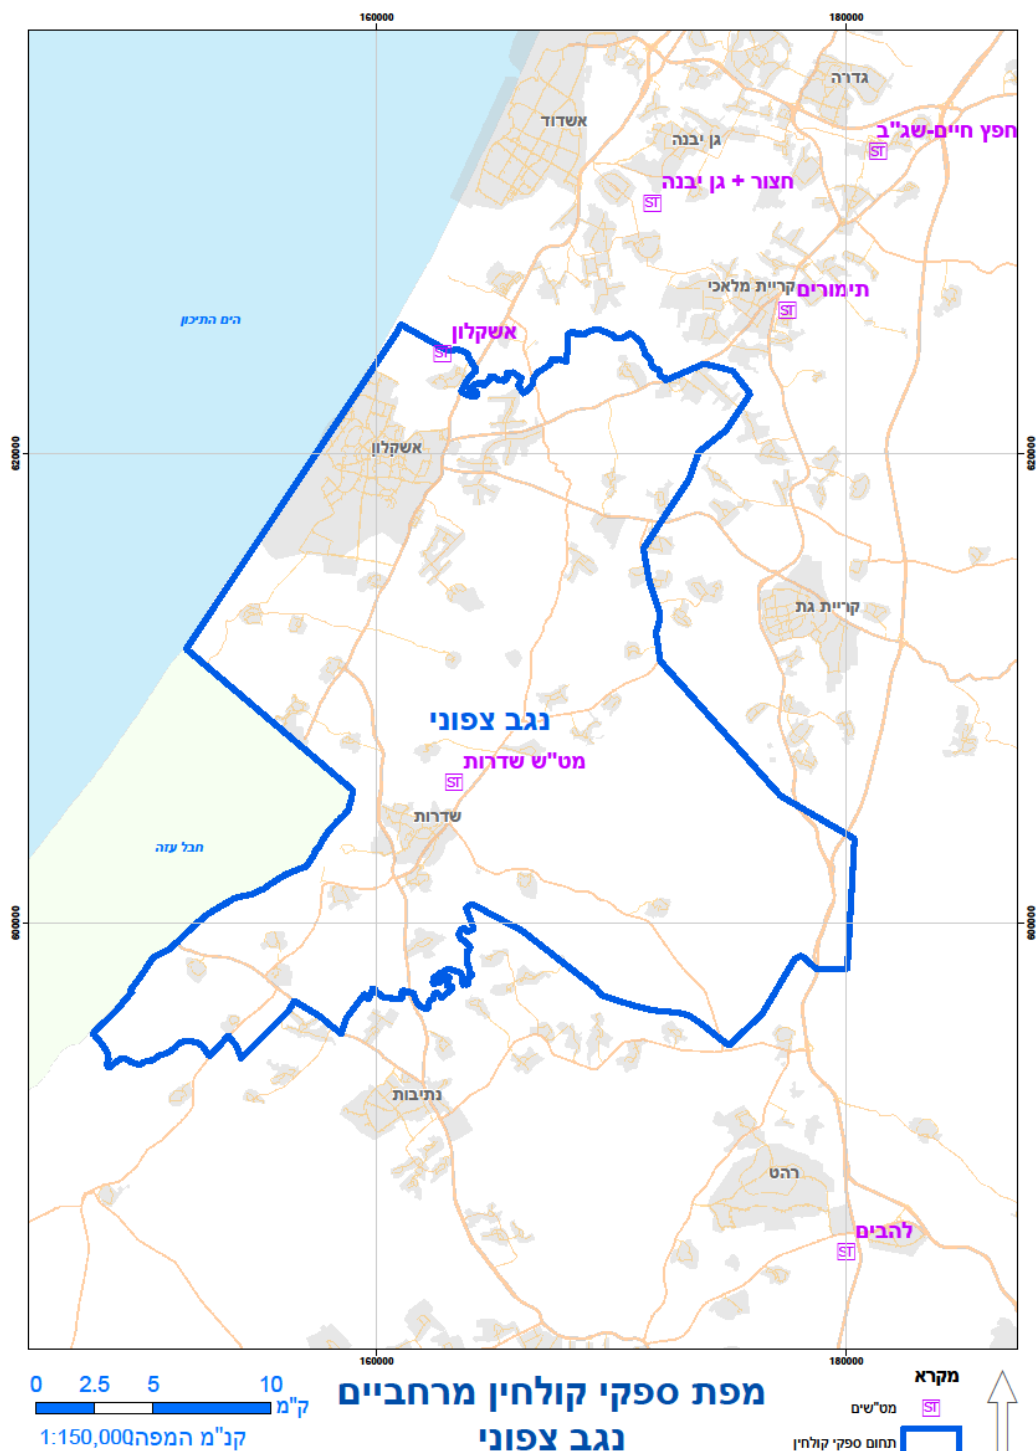 160000
180000
גדרה
אשדוד
חפץ חיים-שג"ב
ST
גן יבנה
חצור + גן יבנה
ST
קריית מלאכי
תימורים
ST
הים התיכון
אשקלון
ST
אשקלון
620000
620000
קריית גת
נגב צפוני
מט"ש שדרות
ST
שדרות
חבל עזה
600000
600000
נתיבות
רהט
להבים
ST
160000
180000
מקרא
מט"שים
ST
תחום ספקי קולחין
מפת ספקי קולחין מרחביים
נגב צפוני
0 2.5 5 10
ק"מ
קנ"מ המפה 1:150,000